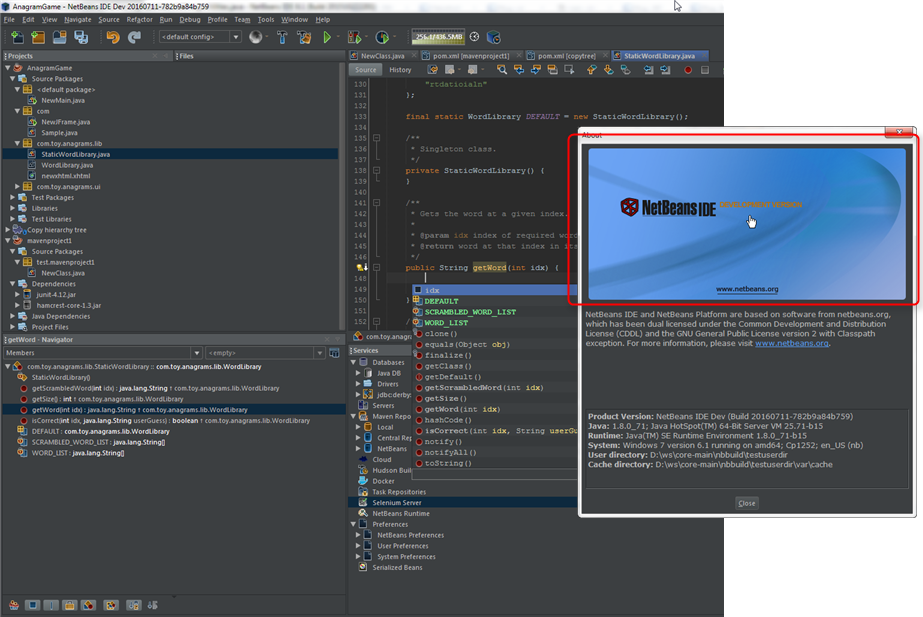 AnagramGame - NetBeans IDE Dev 20160711-782b9a84b759
File Edit View Navigate Source Refactor Run Debug Profile Team Tools Window Help
<default config>
256.1/436.5MB
Projects
Files
AnagramGame
Source Packages
<default package>
NewMain.java
com
NewJFrame.java
Sample.java
com.toy.anagrams.lib
StaticWordLibrary.java
WordLibrary.java
newxhtml.xhtml
com.toy.anagrams.ui
Test Packages
Libraries
Test Libraries
Copy hierarchy tree
mavenproject1
Source Packages
test.mavenproject1
NewClass.java
Dependencies
junit-4.12.jar
hamcrest-core-1.3.jar
Java Dependencies
Project Files
getWord - Navigator
Members
<empty>
com.toy.anagrams.lib.StaticWordLibrary :: com.toy.anagrams.lib.WordLibrary
StaticWordLibrary()
getScrambledWord(int idx) : java.lang.String ↑ com.toy.anagrams.lib.WordLibrary
getSize() : int ↑ com.toy.anagrams.lib.WordLibrary
getWord(int idx) : java.lang.String ↑ com.toy.anagrams.lib.WordLibrary
isCorrect(int idx, java.lang.String userGuess) : boolean ↑ com.toy.anagrams.lib.WordLibrary
DEFAULT : com.toy.anagrams.lib.WordLibrary
SCRAMBLED_WORD_LIST : java.lang.String[]
WORD_LIST : java.lang.String[]
NewClass.java
pom.xml [mavenproject1]
pom.xml [copytree]
StaticWordLibrary.java
Source History
130 "rtdatioialn"
131 };
132
133 final static WordLibrary DEFAULT = new StaticWordLibrary();
134
135 /**
136 * Singleton class.
137 */
138 private StaticWordLibrary() {
139 }
140
141 /**
142 * Gets the word at a given index.
143 *
144 * @param idx index of required word
145 * @return word at that index in its
146 */
147 public String getWord(int idx) {
148
149
150 }
151
152 /
idx
DEFAULT
SCRAMBLED_WORD_LIST
WORD_LIST
clone()
equals(Object obj)
finalize()
getClass()
getDefault()
getScrambledWord(int idx)
getSize()
getWord(int idx)
hashCode()
isCorrect(int idx, String userGu
notify()
notifyAll()
toString()
com.toy.anag
Services
Databases
Java DB
Drivers
jdbc:derby:
Servers
Maven Repo
Local
Central Re
NetBeans
Cloud
Hudson Buil
Docker
Task Repositories
Selenium Server
NetBeans Runtime
Preferences
NetBeans Preferences
User Preferences
System Preferences
Serialized Beans
About
NetBeans IDE DEVELOPMENT VERSION
www.netbeans.org
NetBeans IDE and NetBeans Platform are based on software from netbeans.org,
which has been dual licensed under the Common Development and Distribution
License (CDDL) and the GNU General Public License version 2 with Classpath
exception. For more information, please visit www.netbeans.org.
Product Version: NetBeans IDE Dev (Build 20160711-782b9a84b759)
Java: 1.8.0_71; Java HotSpot(TM) 64-Bit Server VM 25.71-b15
Runtime: Java(TM) SE Runtime Environment 1.8.0_71-b15
System: Windows 7 version 6.1 running on amd64; Cp1252; en_US (nb)
User directory: D:\ws\core-main\nbbuild\testuserdir
Cache directory: D:\ws\core-main\nbbuild\testuserdir\var\cache
Close